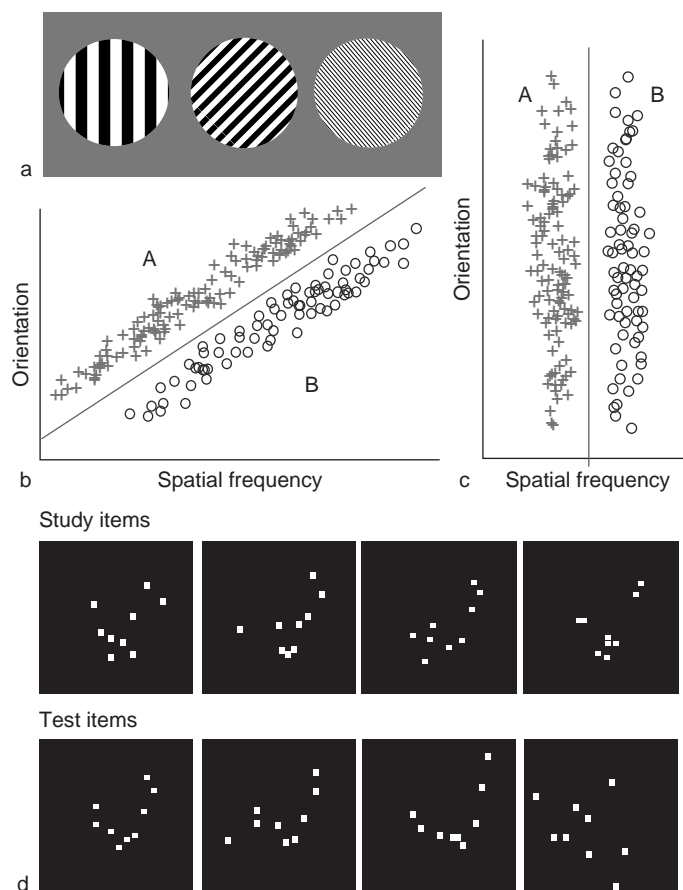 a
A
B
Orientation
Spatial frequency
b
A
B
Orientation
Spatial frequency
c
Study items
Test items
d